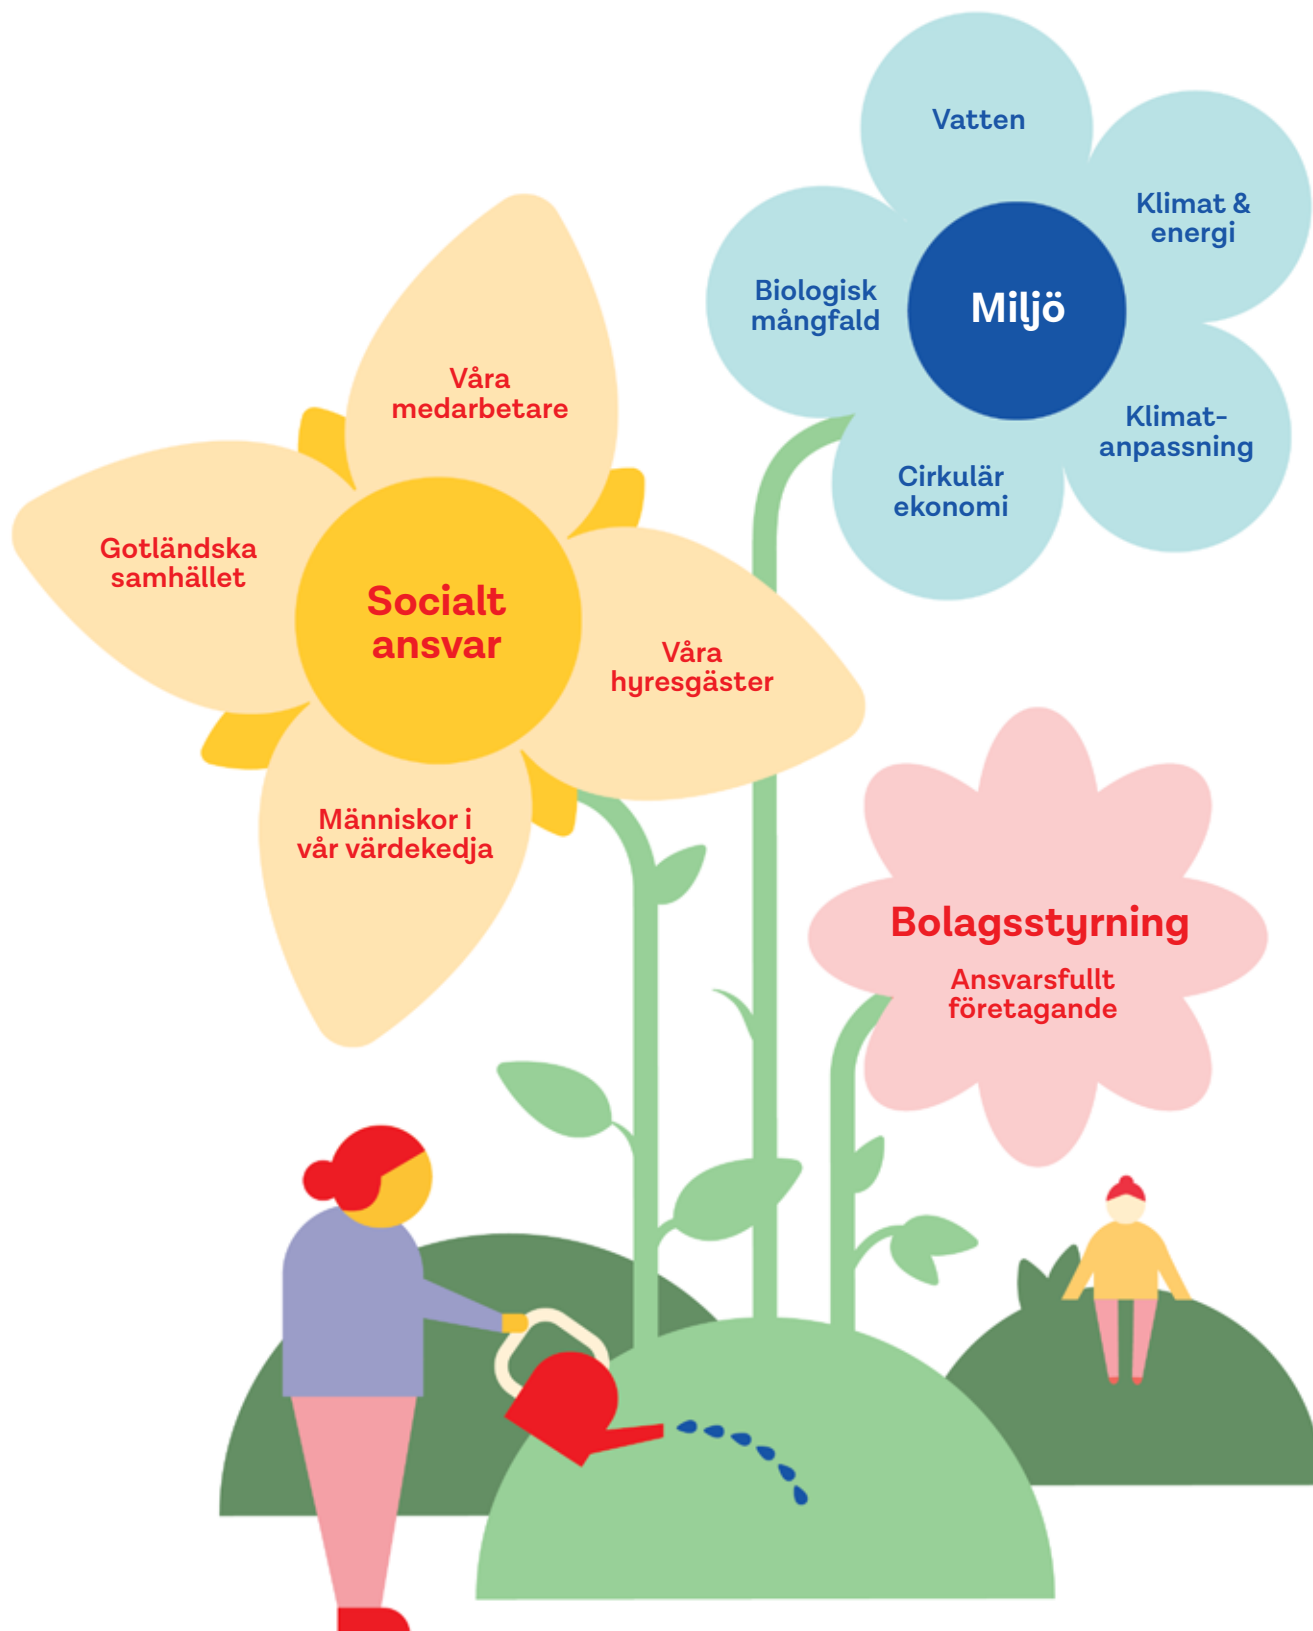 Vatten
Klimat &
energi
Biologisk
mångfald
Miljö
Klimat-
anpassning
Cirkulär
ekonomi
Våra
medarbetare
Gotländska
samhället
Socialt
ansvar
Våra
hyresgäster
Människor i
vår värdekedja
Bolagsstyrning
Ansvarsfullt
företagande